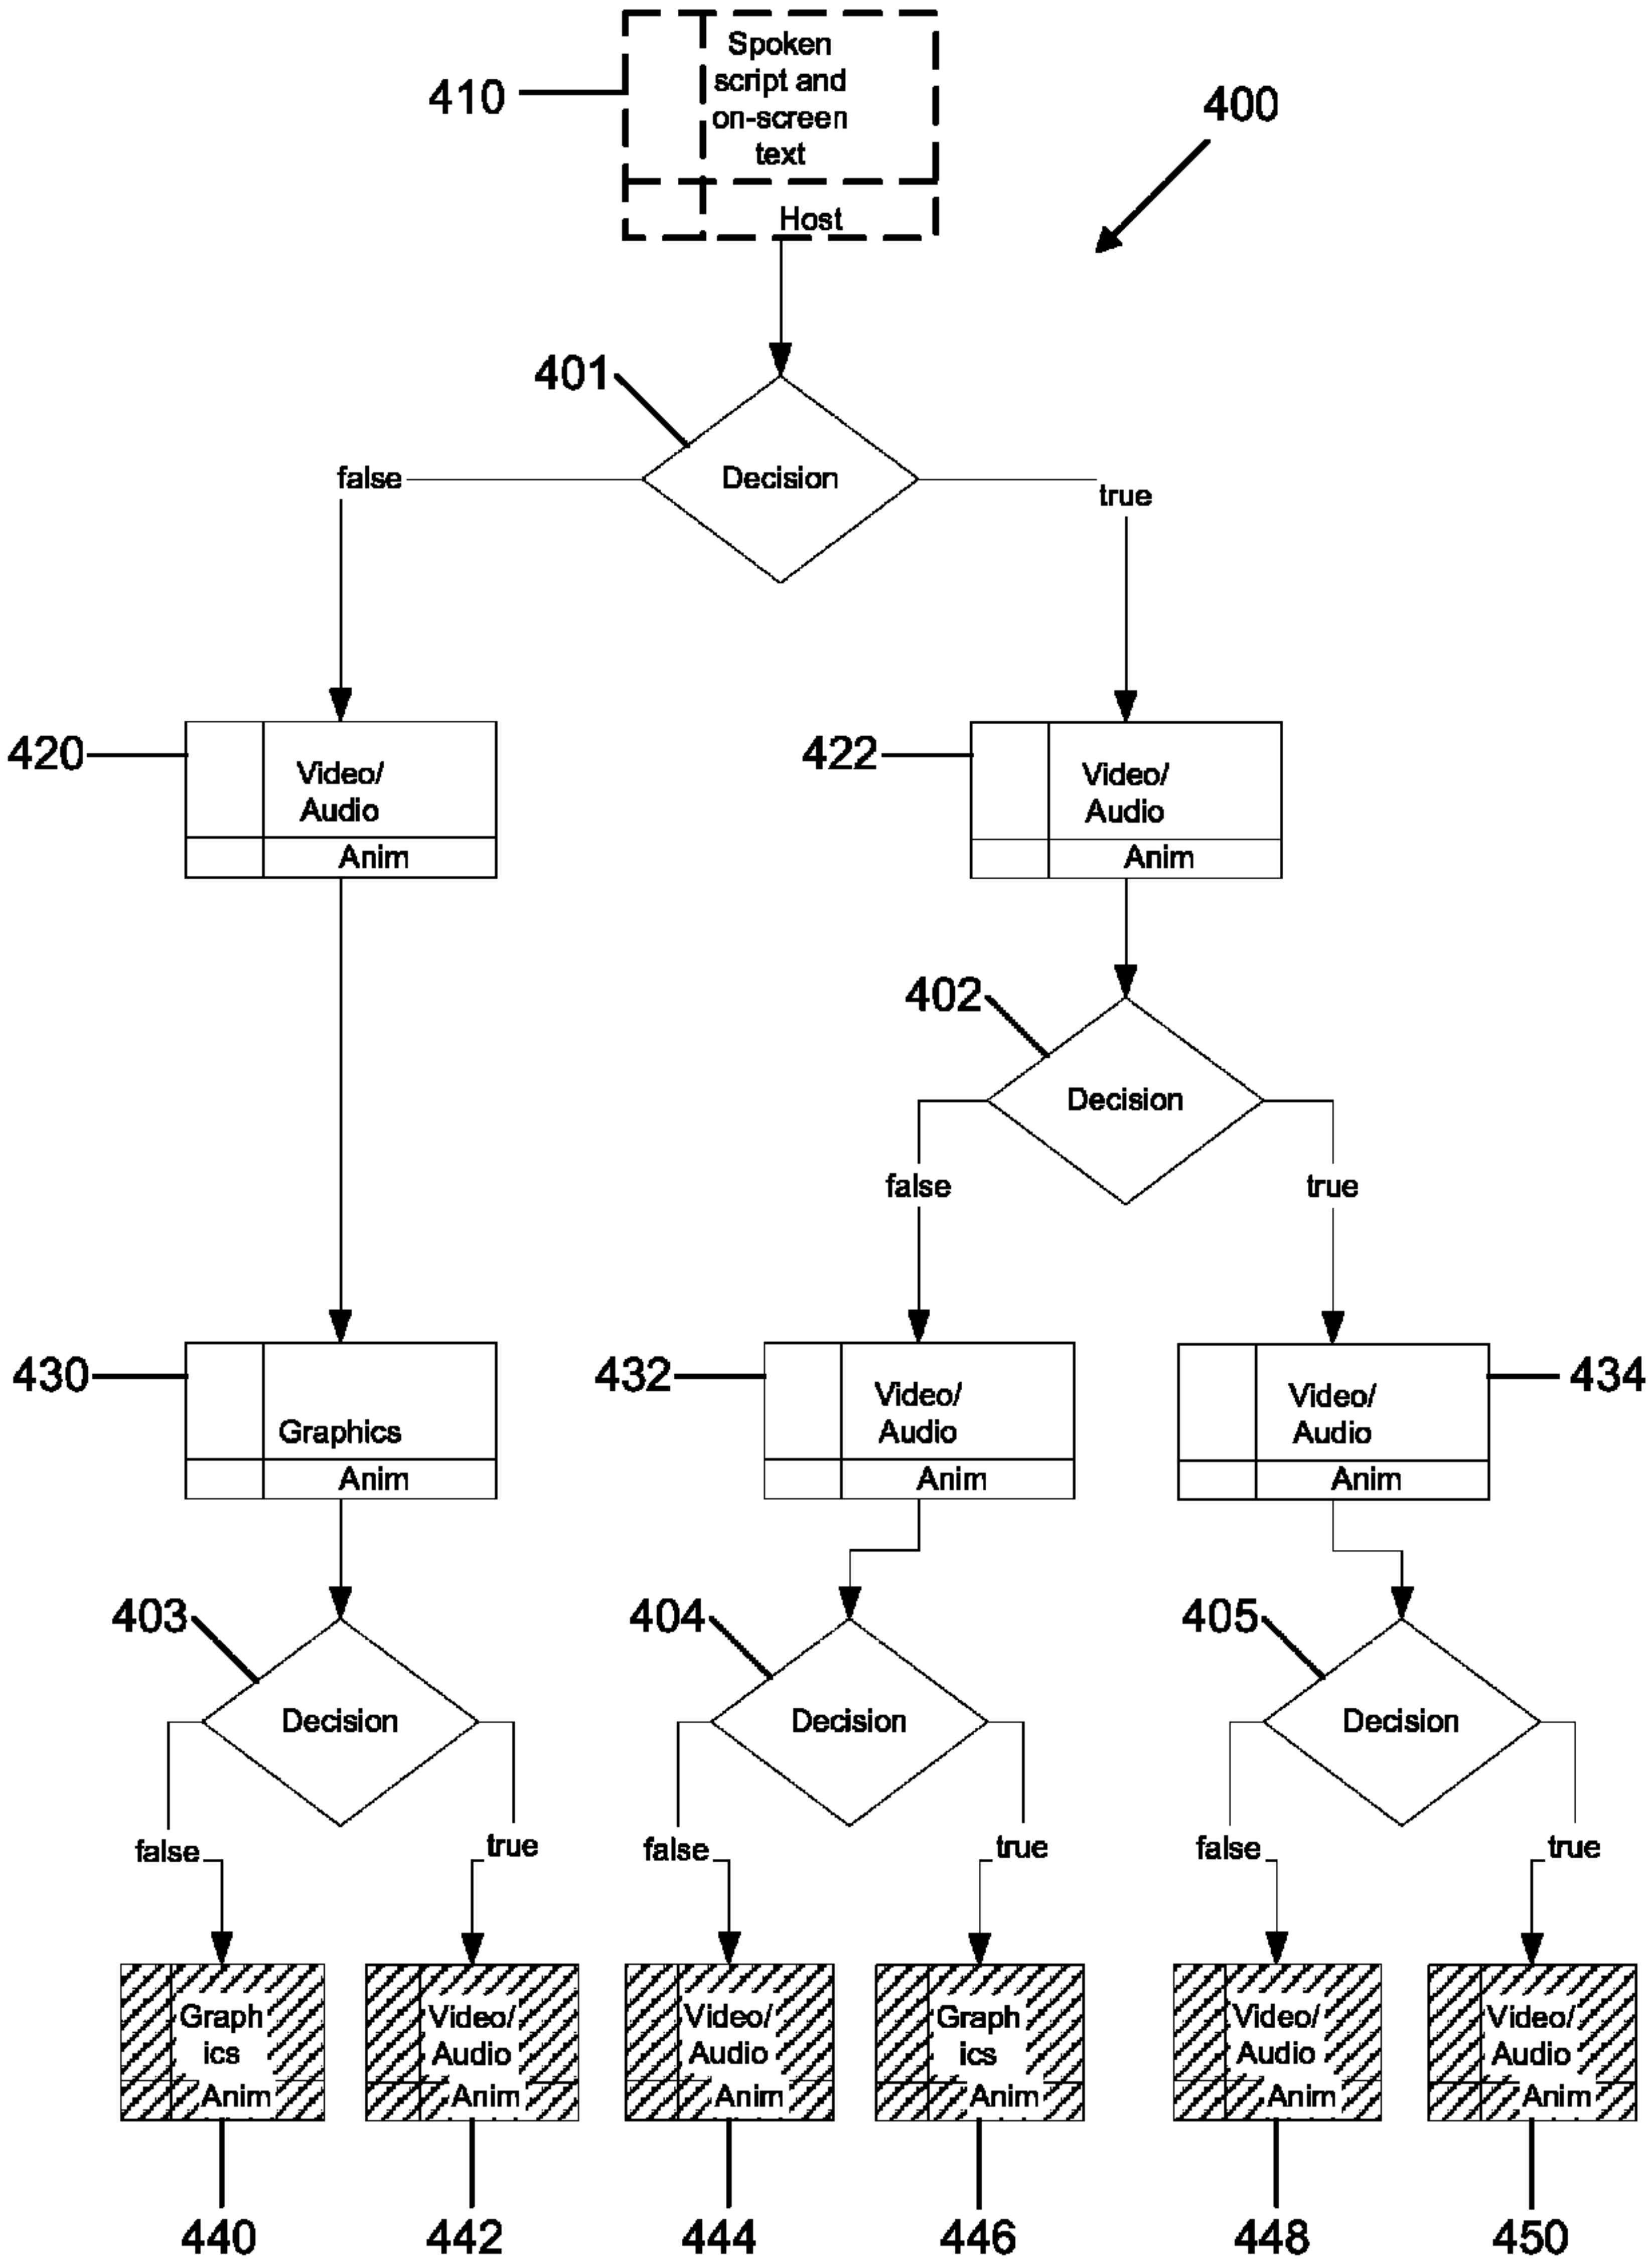 Spoken
script and
on-screen
text
Host
410
400
401
Decision
false
true
420
Video/
Audio
Anim
422
Video/
Audio
Anim
402
Decision
false
true
430
Graphics
Anim
432
Video/
Audio
Anim
434
Video/
Audio
Anim
403
Decision
false
true
404
Decision
false
true
405
Decision
false
true
Graph
ics
Anim
Video/
Audio
Anim
Video/
Audio
Anim
Graph
ics
Anim
Video/
Audio
Anim
Video/
Audio
Anim
440
442
444
446
448
450